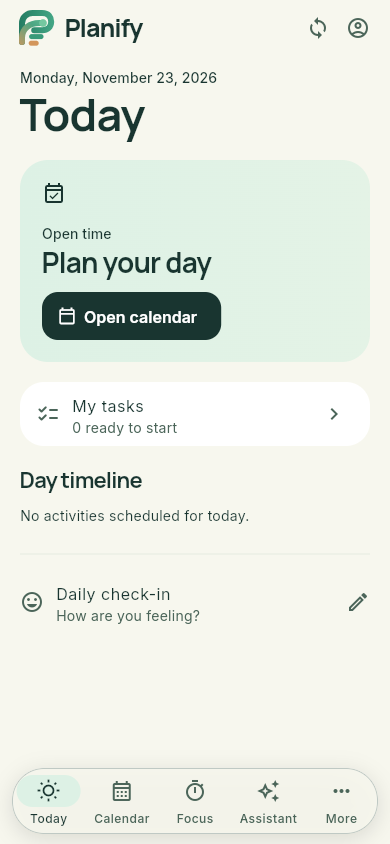 Planify
Monday, November 23, 2026
Today
Open time
Plan your day
Open calendar
My tasks
0 ready to start
Day timeline
No activities scheduled for today.
Daily check-in
How are you feeling?
Today
Calendar
Focus
Assistant
More